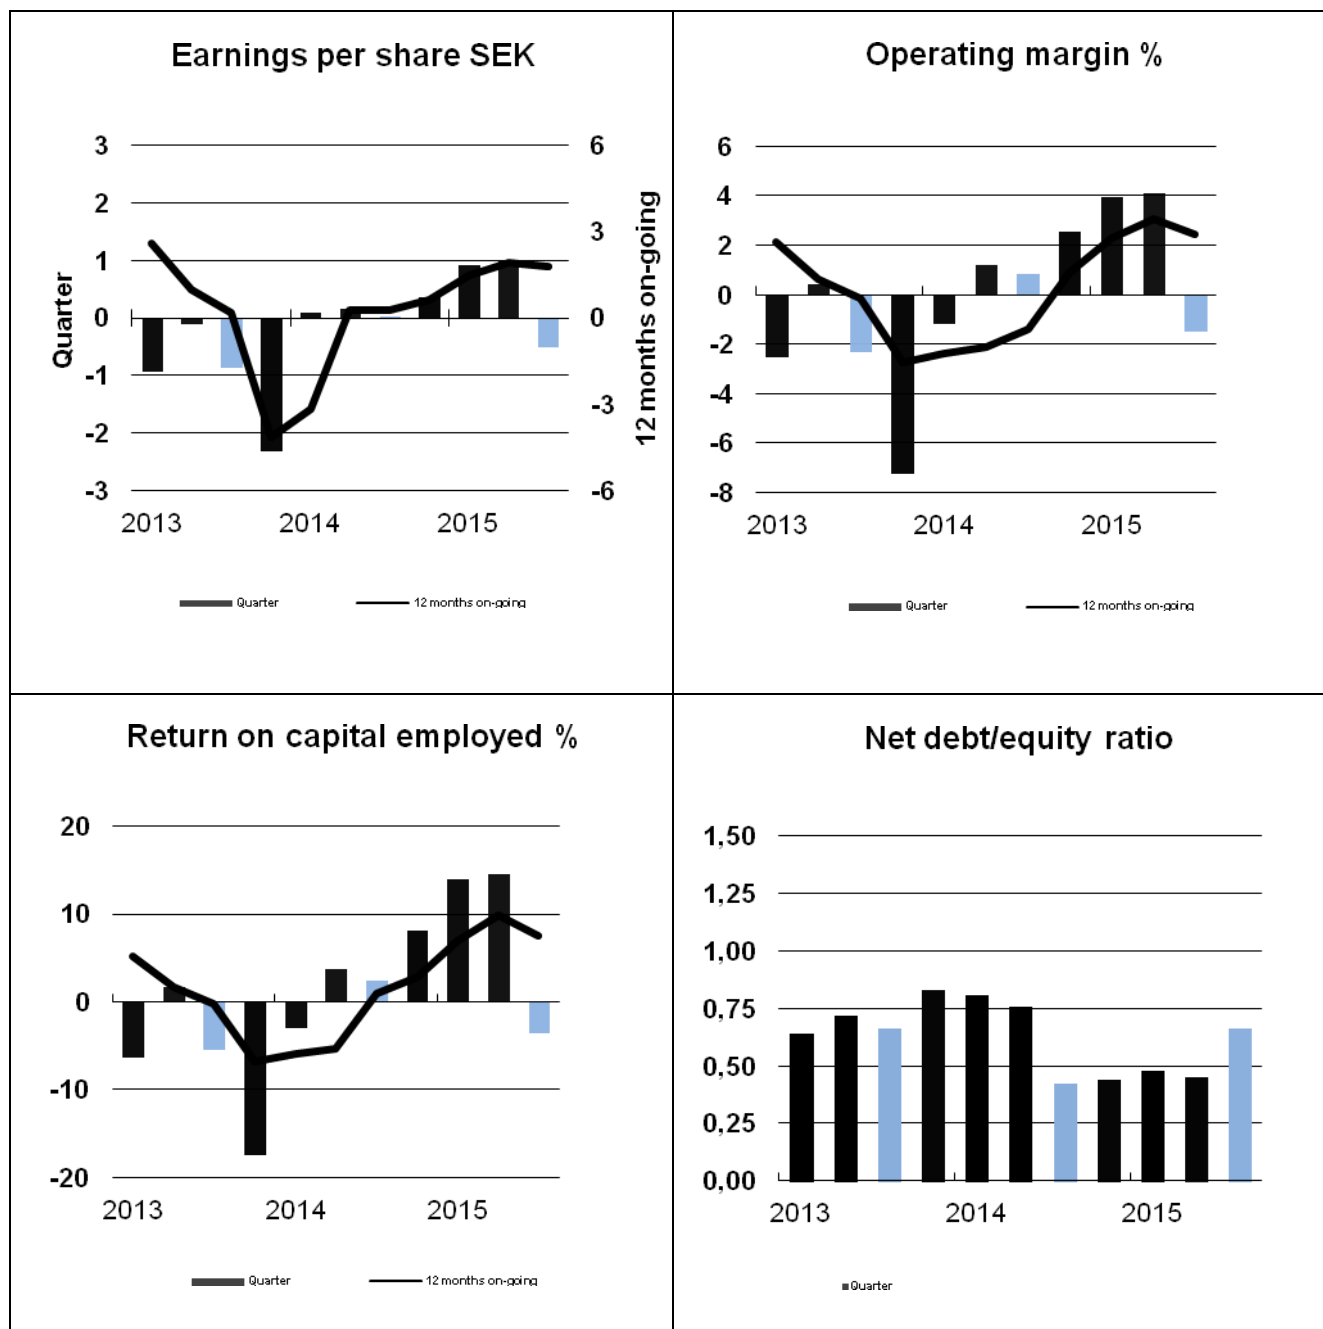 Earnings per share SEK
3
2
1
0
-1
-2
-3
Quarter
6
3
0
-3
-6
12 months on-going
2013 2014 2015
Quarter 12 months on-going
Operating margin %
6
4
2
0
-2
-4
-6
-8
2013 2014 2015
Quarter 12 months on-going
Return on capital employed %
20
10
0
-10
-20
2013 2014 2015
Quarter 12 months on-going
Net debt/equity ratio
1,50
1,25
1,00
0,75
0,50
0,25
0,00
2013 2014 2015
Quarter